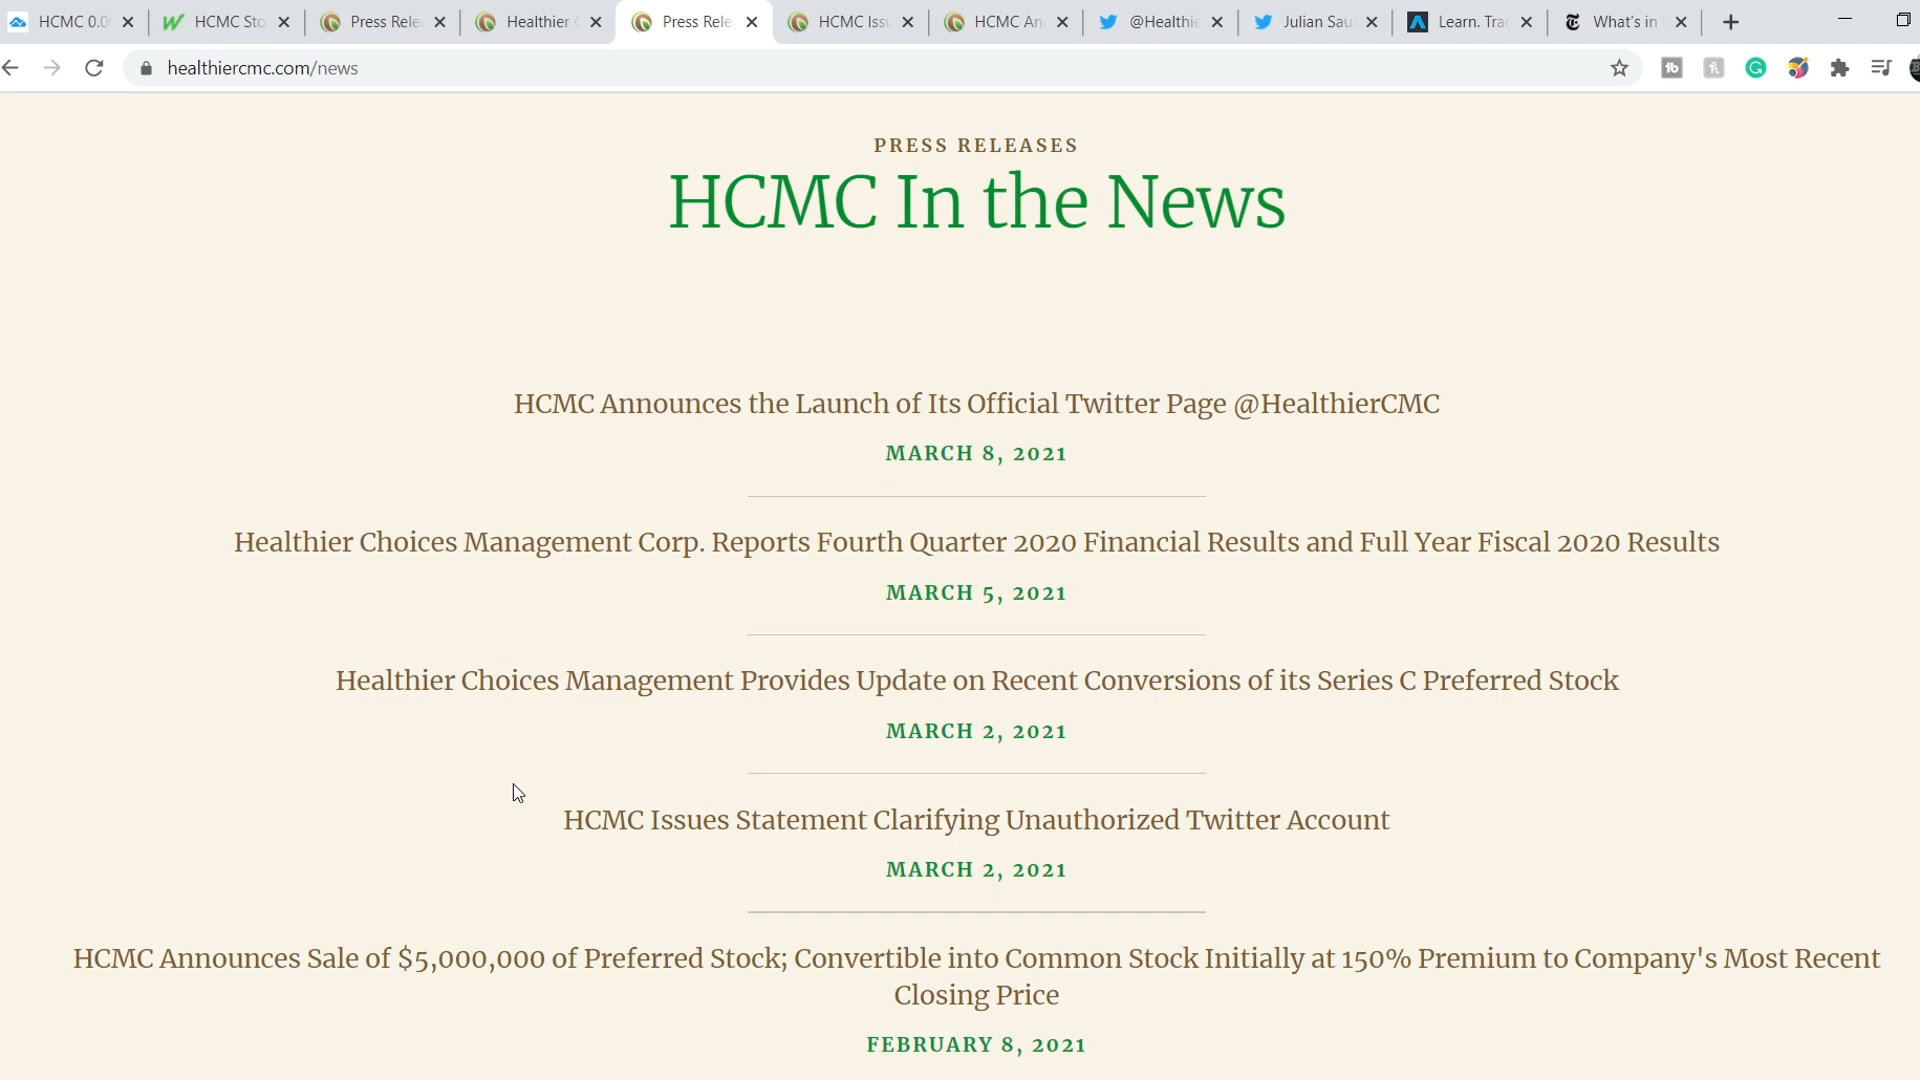 HCMC 0.0 HCMC Sto Press Rele Healthier C Press Rele HCMC Iss HCMC An @Healthie Julian Sau Learn. Trad What's in
healthiercmc.com/news
PRESS RELEASES
HCMC In the News
HCMC Announces the Launch of Its Official Twitter Page @HealthierCMC
MARCH 8, 2021
Healthier Choices Management Corp. Reports Fourth Quarter 2020 Financial Results and Full Year Fiscal 2020 Results
MARCH 5, 2021
Healthier Choices Management Provides Update on Recent Conversions of its Series C Preferred Stock
MARCH 2, 2021
HCMC Issues Statement Clarifying Unauthorized Twitter Account
MARCH 2, 2021
HCMC Announces Sale of $5,000,000 of Preferred Stock; Convertible into Common Stock Initially at 150% Premium to Company's Most Recent
Closing Price
FEBRUARY 8, 2021